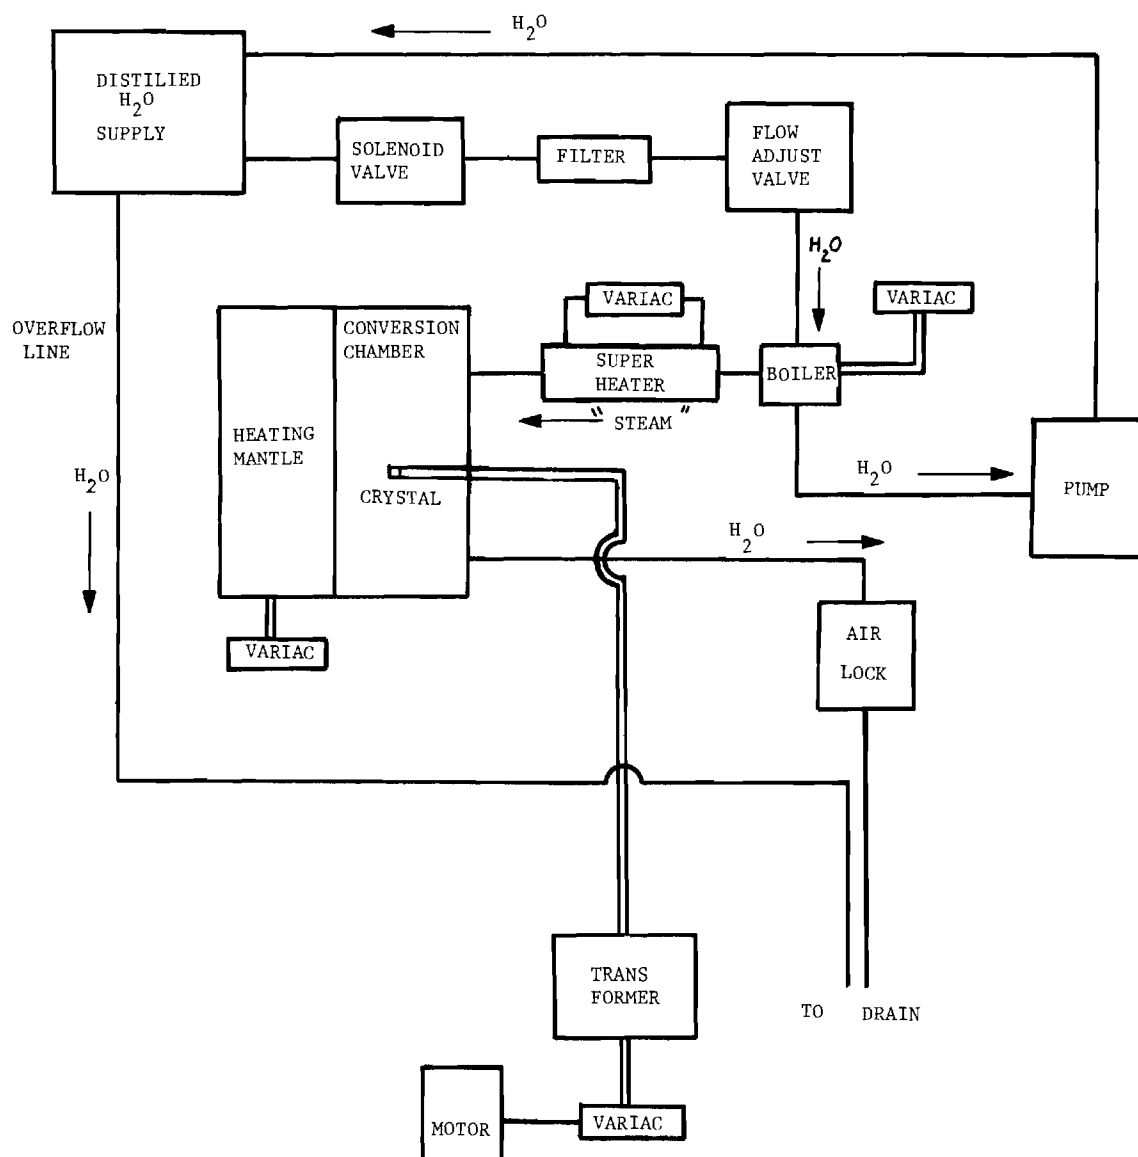 H2O
DISTILIED
H2O
SUPPLY
SOLENOID
VALVE
FILTER
FLOW
ADJUST
VALVE
H2O
VARIAC
VARIAC
OVERFLOW
LINE
CONVERSION
CHAMBER
SUPER
HEATER
BOILER
"STEAM"
HEATING
MANTLE
H2O
CRYSTAL
H2O
PUMP
H2O
VARIAC
AIR
LOCK
TRANS
FORMER
TO DRAIN
MOTOR
VARIAC